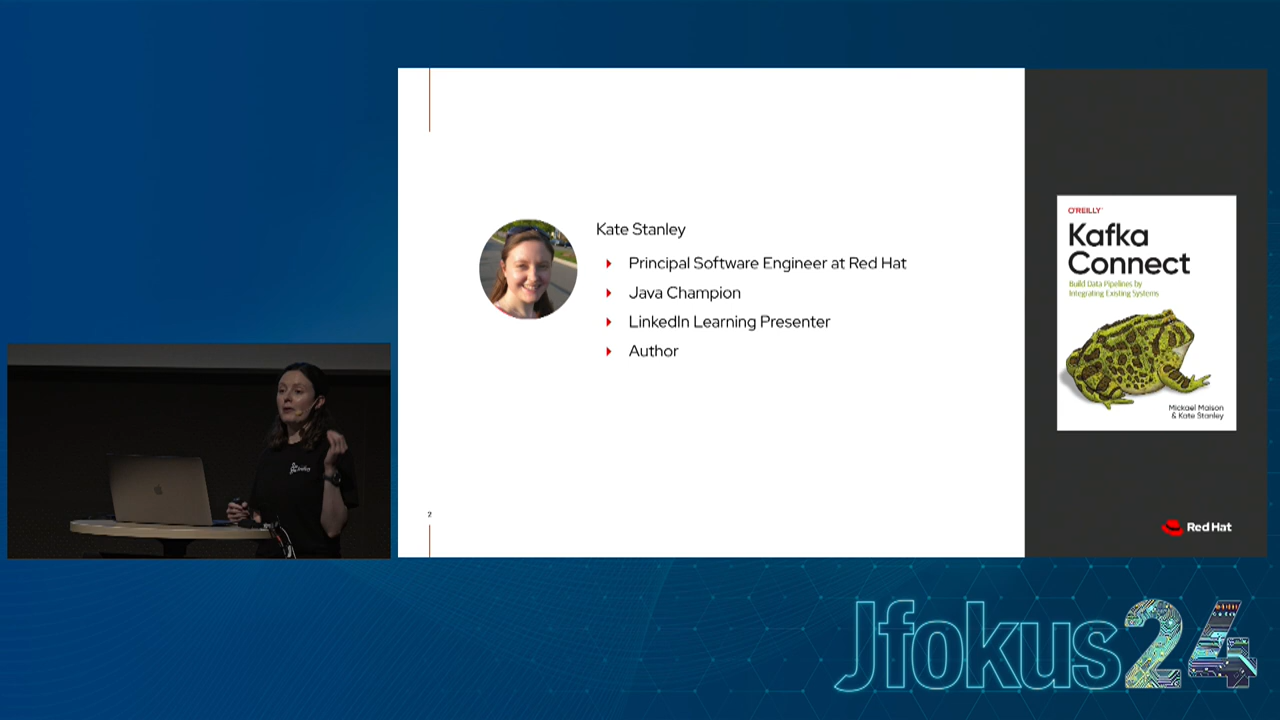 Kate Stanley
Principal Software Engineer at Red Hat
Java Champion
LinkedIn Learning Presenter
Author
2
O'REILLY
Kafka
Connect
Build Data Pipelines by
Integrating Existing Systems
Mickael Maison
& Kate Stanley
Red Hat
Jfokus24